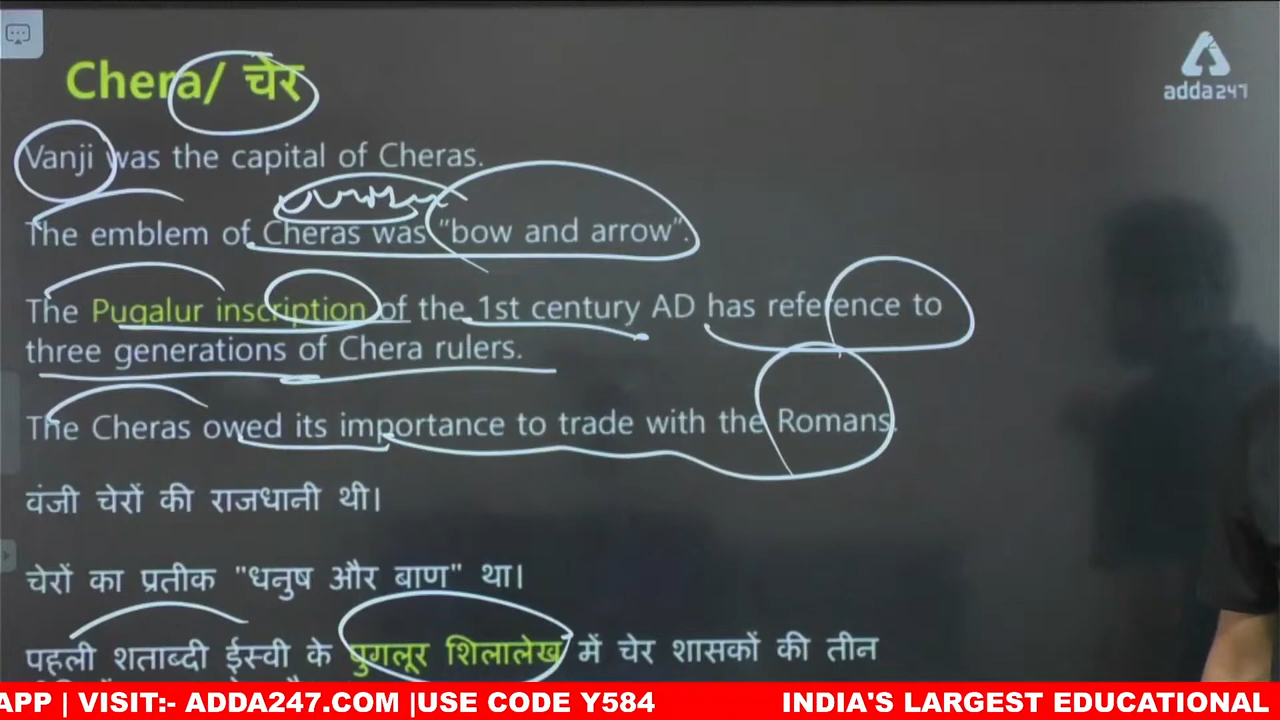 Chera/ चेर
adda247
Vanji was the capital of Cheras.
The emblem of Cheras was "bow and arrow".
The Pugalur inscription of the 1st century AD has reference to
three generations of Chera rulers.
The Cheras owed its importance to trade with the Romans.
वंजी चेरों की राजधानी थी।
चेरों का प्रतीक "धनुष और बाण" था।
पहली शताब्दी ईस्वी के पुगलूर शिलालेख में चेर शासकों की तीन
APP | VISIT:- ADDA247.COM |USE CODE Y584 INDIA'S LARGEST EDUCATIONAL